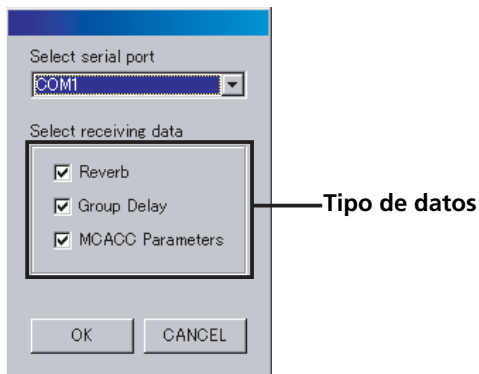 Select serial port
COM1
Select receiving data
Reverb
Group Delay
MCACC Parameters
Tipo de datos
OK
CANCEL